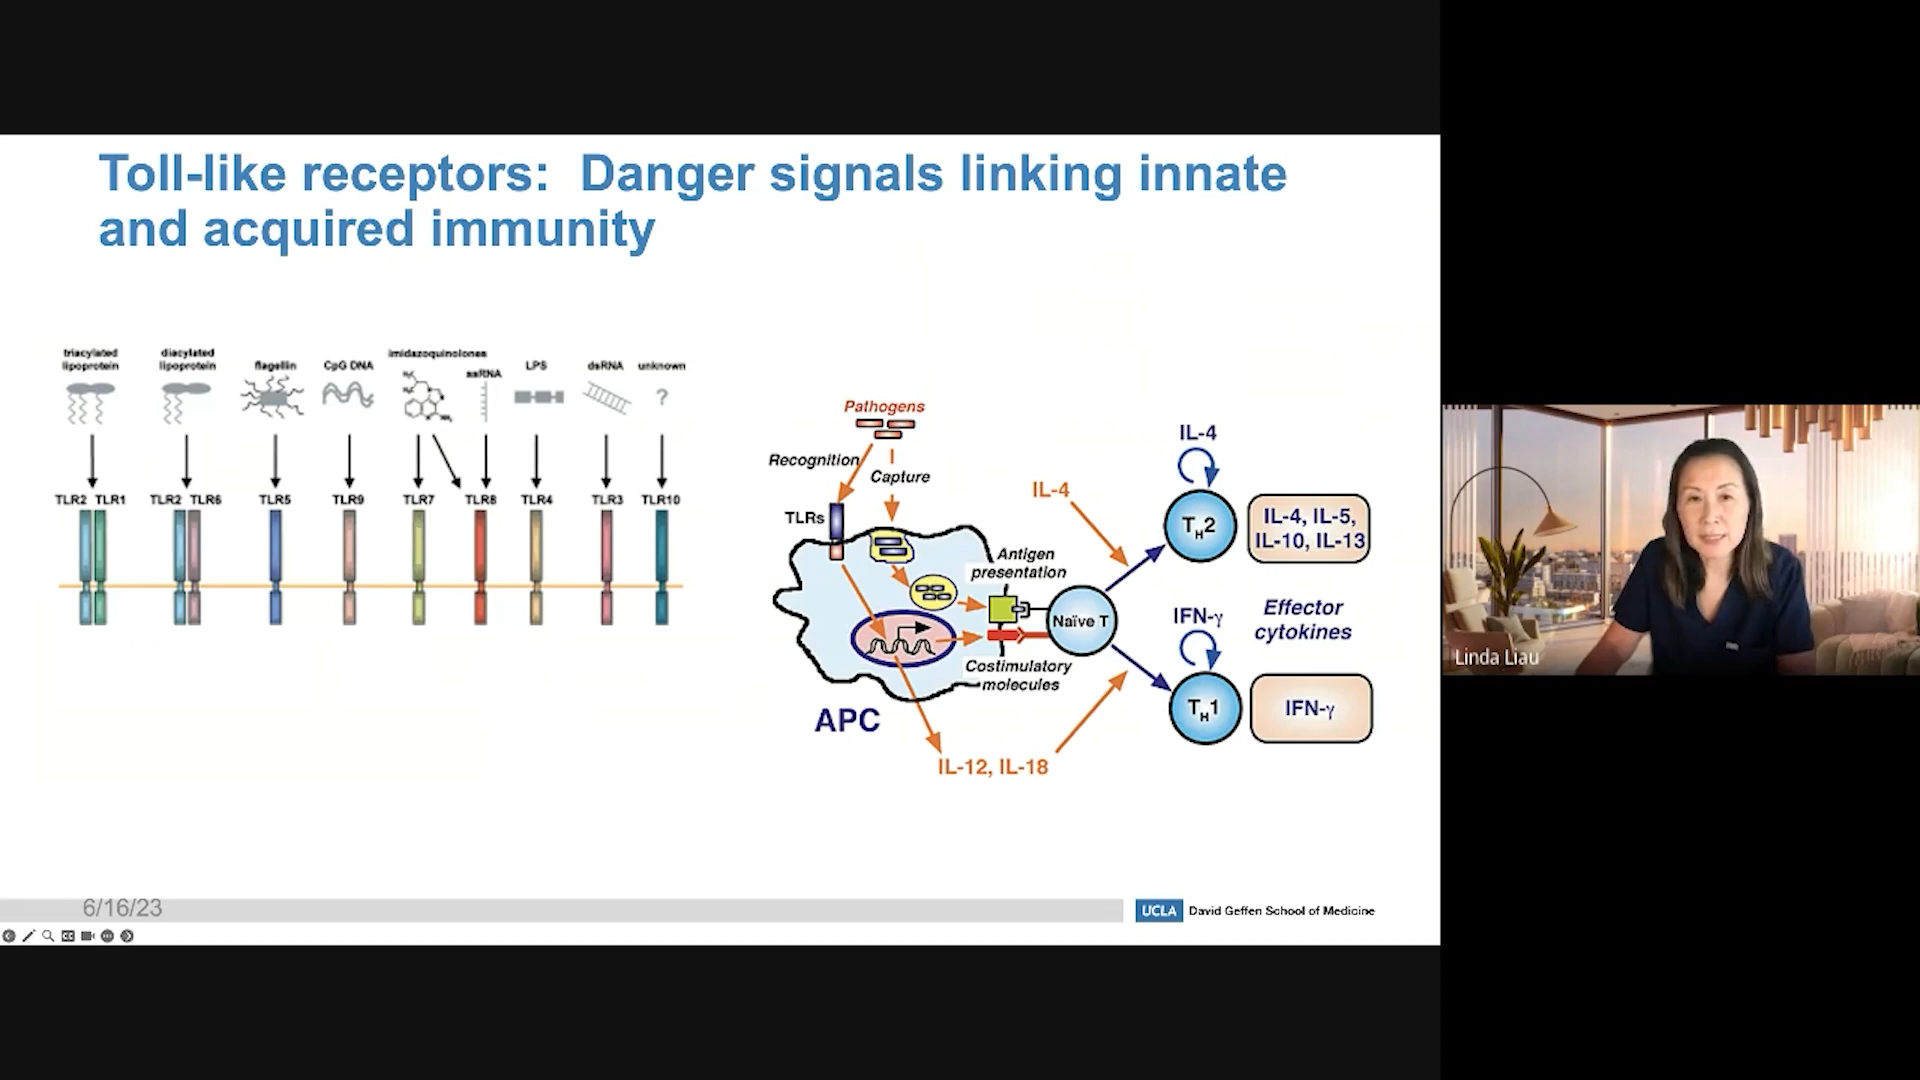 Toll-like receptors: Danger signals linking innate
and acquired immunity
triacylated
lipoprotein
diacylated
lipoprotein
flagellin
CpG DNA
imidazoquinolones
ssRNA
LPS
dsRNA
unknown
?
TLR2 TLR1
TLR2 TLR6
TLR5
TLR9
TLR7
TLR8
TLR4
TLR3
TLR10
Pathogens
Recognition
Capture
TLRs
Antigen
presentation
Costimulatory
molecules
APC
Naïve T
IL-4
IL-12, IL-18
IL-4
TH2
IL-4, IL-5,
IL-10, IL-13
Effector
cytokines
IFN-γ
TH1
IFN-γ
Linda Liau
6/16/23
UCLA David Geffen School of Medicine